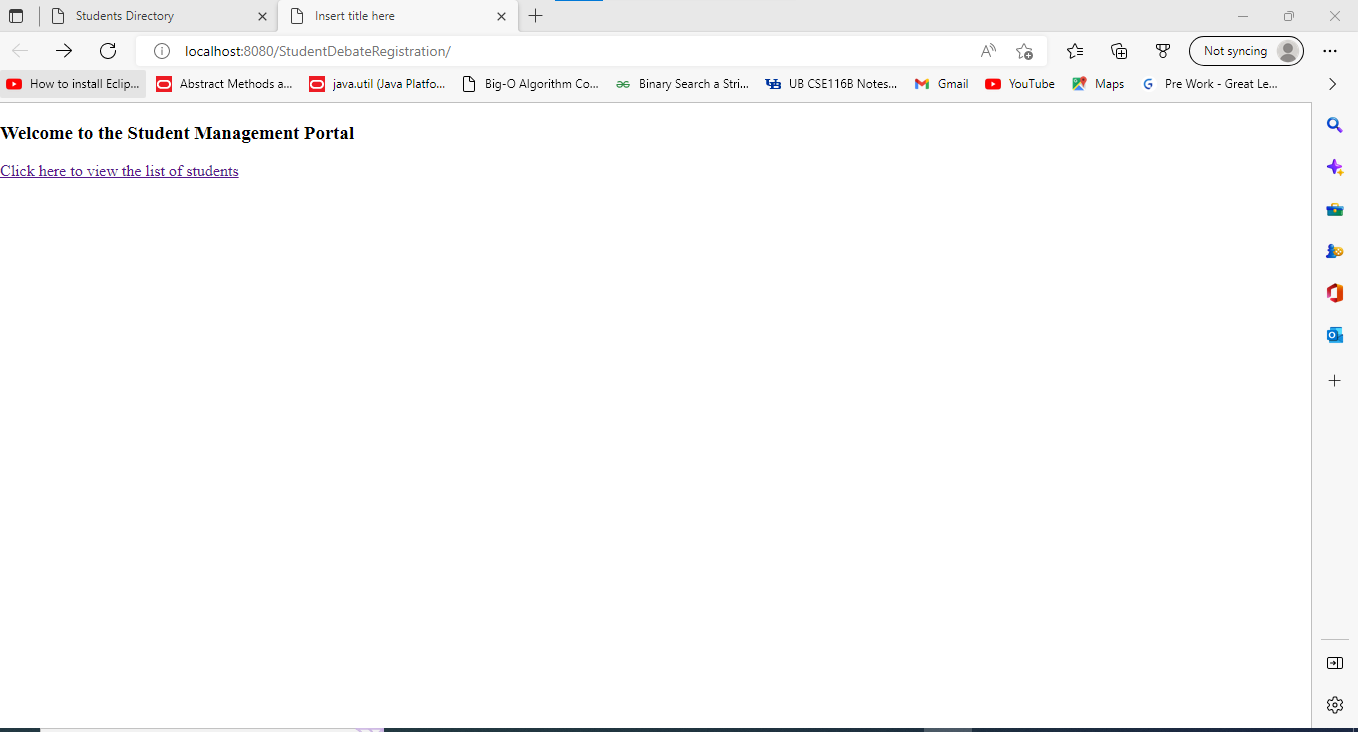 Students Directory
Insert title here
localhost:8080/StudentDebateRegistration/
Not syncing
How to install Eclip...
Abstract Methods a...
java.util (Java Platfo...
Big-O Algorithm Co...
Binary Search a Stri...
UB CSE116B Notes...
Gmail
YouTube
Maps
Pre Work - Great Le...
Welcome to the Student Management Portal
Click here to view the list of students